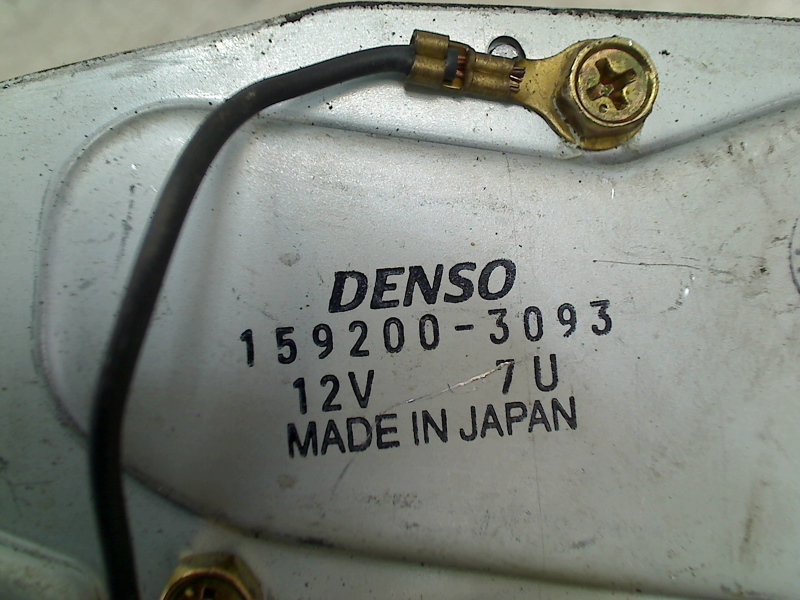 DENSO
159200-3093
12V 7U
MADE IN JAPAN